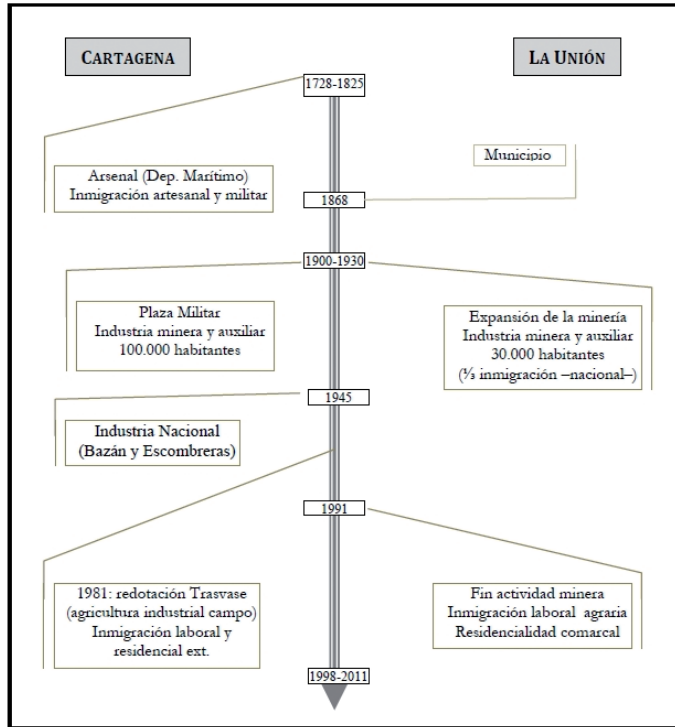 CARTAGENA
LA UNIÓN
1728-1825
Arsenal (Dep. Marítimo)
Inmigración artesanal y militar
Municipio
1868
1900-1930
Plaza Militar
Industria minera y auxiliar
100.000 habitantes
Expansión de la minería
Industria minera y auxiliar
30.000 habitantes
(⅓ inmigración –nacional–)
1945
Industria Nacional
(Bazán y Escombreras)
1991
1981: redotación Trasvase
(agricultura industrial campo)
Inmigración laboral y
residencial ext.
Fin actividad minera
Inmigración laboral agraria
Residencialidad comarcal
1998-2011